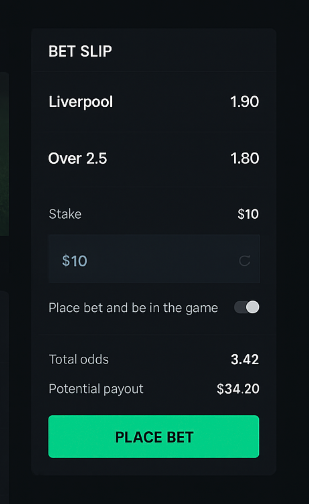 BET SLIP
Liverpool 1.90
Over 2.5 1.80
Stake $10
$10
Place bet and be in the game
Total odds 3.42
Potential payout $34.20
PLACE BET